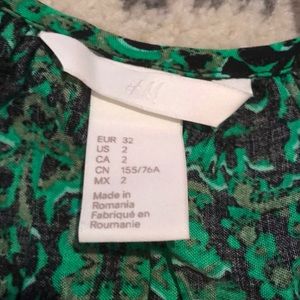 H&M
EUR 32
US 2
CA 2
CN 155/76A
MX 2
Made in
Romania
Fabriqué en
Roumanie